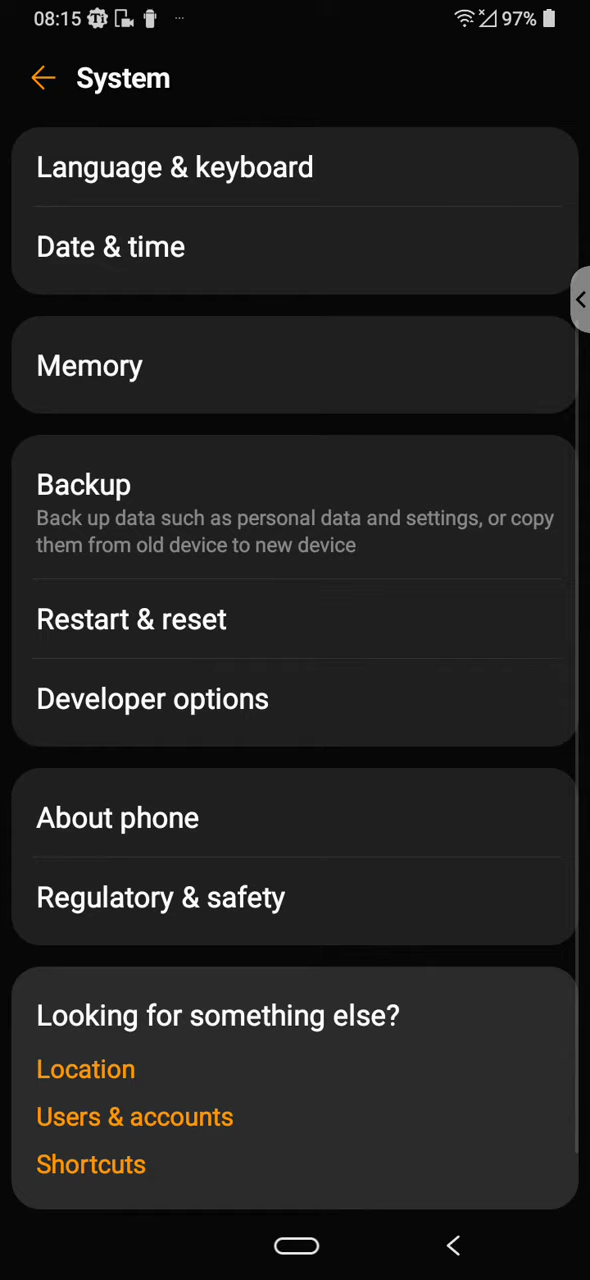 08:15 ... 97%
System
Language & keyboard
Date & time
Memory
Backup
Back up data such as personal data and settings, or copy
them from old device to new device
Restart & reset
Developer options
About phone
Regulatory & safety
Looking for something else?
Location
Users & accounts
Shortcuts